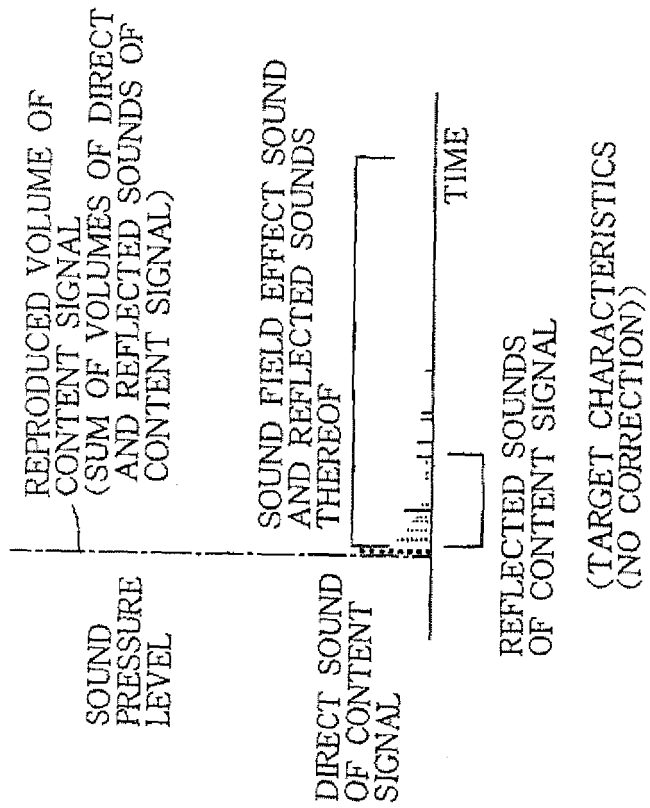 REPRODUCED VOLUME OF
CONTENT SIGNAL
(SUM OF VOLUMES OF DIRECT
AND REFLECTED SOUNDS OF
CONTENT SIGNAL)
SOUND
PRESSURE
LEVEL
SOUND FIELD EFFECT SOUND
AND REFLECTED SOUNDS
THEREOF
DIRECT SOUND
OF CONTENT
SIGNAL
TIME
REFLECTED SOUNDS
OF CONTENT SIGNAL
(TARGET CHARACTERISTICS
(NO CORRECTION))